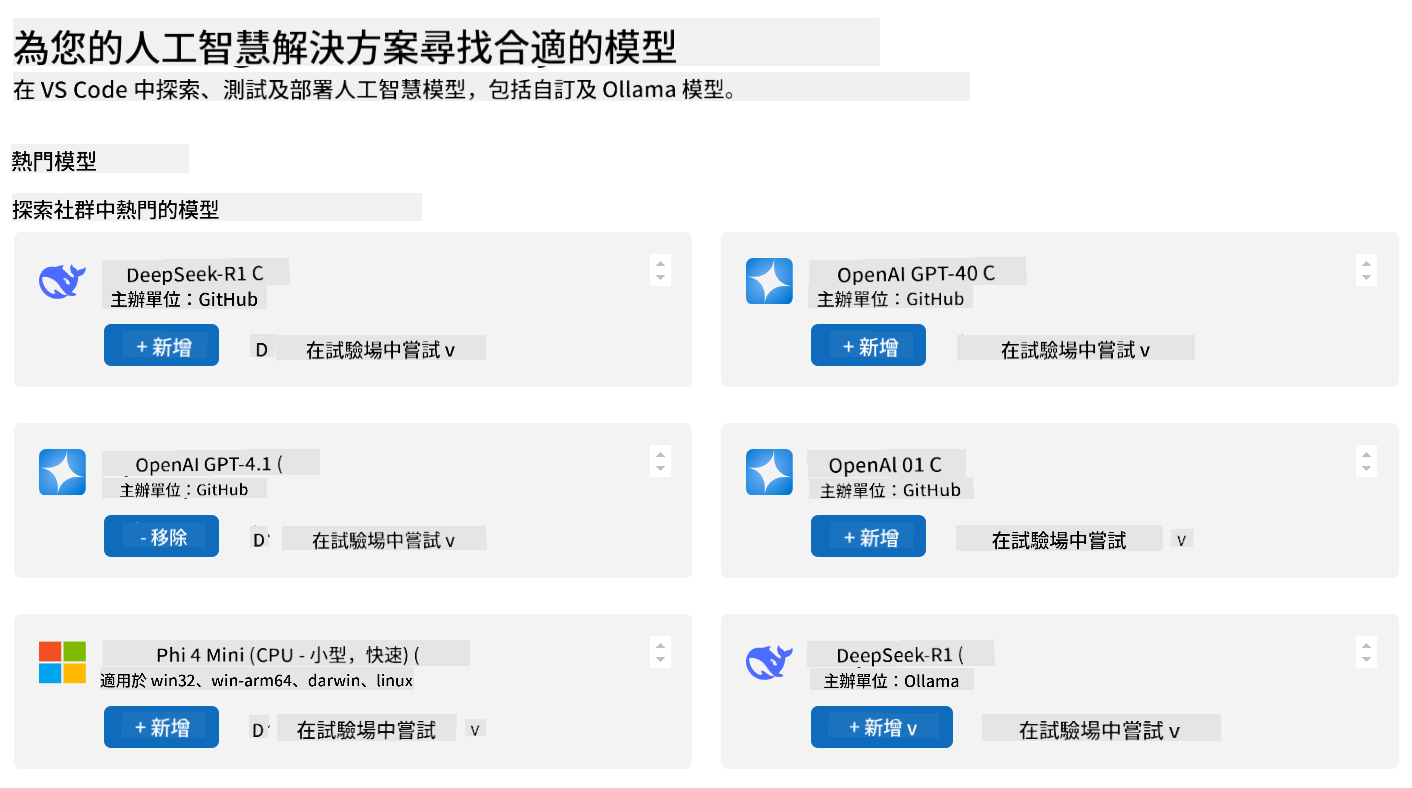 為您的人工智慧解決方案尋找合適的模型
在 VS Code 中探索、測試及部署人工智慧模型，包括自訂及 Ollama 模型。
熱門模型
探索社群中熱門的模型
DeepSeek-R1 C
主辦單位：GitHub
+ 新增
D
在試驗場中嘗試 v
OpenAI GPT-40 C
主辦單位：GitHub
+ 新增
在試驗場中嘗試 v
OpenAI GPT-4.1 (
主辦單位：GitHub
- 移除
D
在試驗場中嘗試 v
OpenAl 01 C
主辦單位：GitHub
+ 新增
在試驗場中嘗試
v
Phi 4 Mini (CPU - 小型，快速) (
適用於 win32、win-arm64、darwin、linux
+ 新增
D
在試驗場中嘗試
v
DeepSeek-R1 (
主辦單位：Ollama
+ 新增 v
在試驗場中嘗試 v